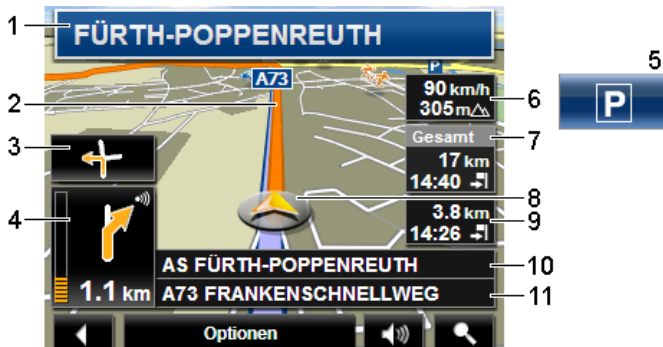 1
FÜRTH-POPPENREUTH
5
P
A73
P
2
90 km/h
305m
6
3
Gesamt
7
17 km
14:40
8
4
3.8 km
14:26
9
AS FÜRTH-POPPENREUTH
10
1.1 km
A73 FRANKENSCHNELLWEG
11
Optionen